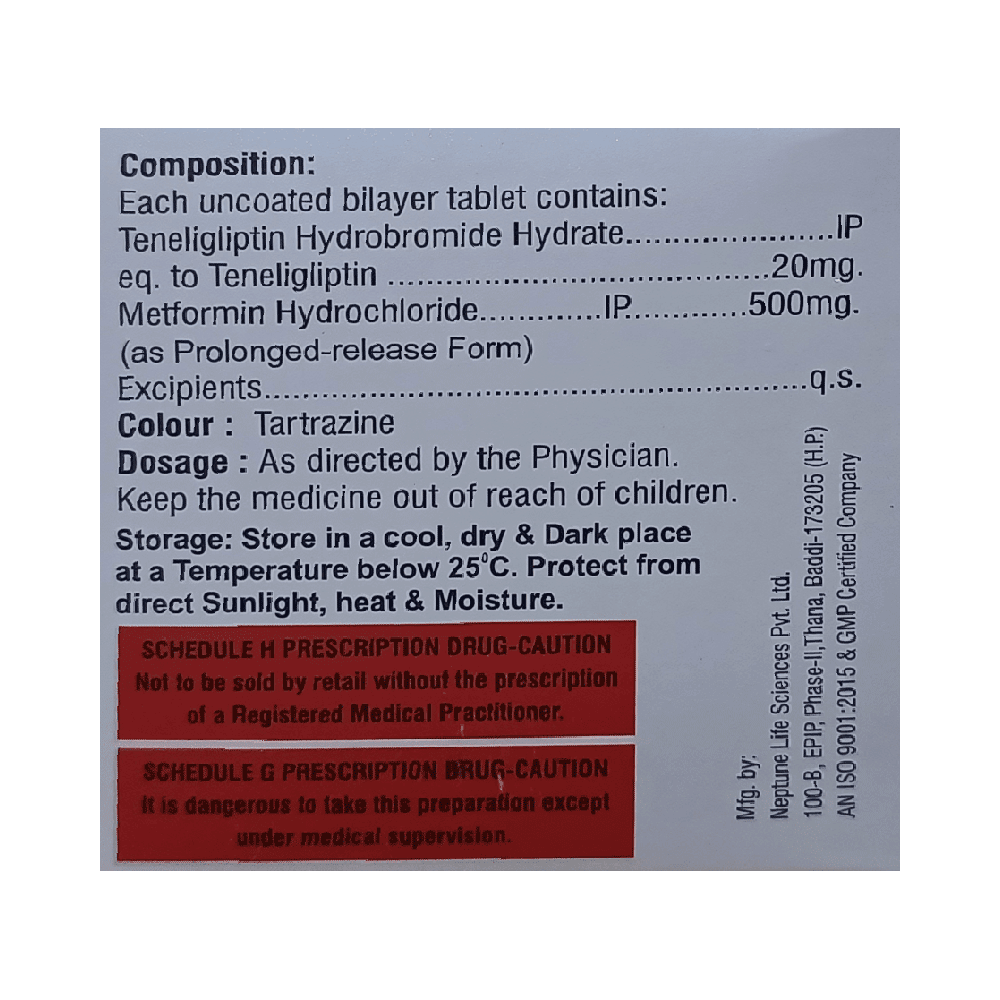 Composition:
Each uncoated bilayer tablet contains:
Teneligliptin Hydrobromide Hydrate.......................IP
eq. to Teneligliptin .......................................20mg.
Metformin Hydrochloride.............IP............500mg.
(as Prolonged-release Form)
Excipients............................................................q.s.
Colour : Tartrazine
Dosage : As directed by the Physician.
Keep the medicine out of reach of children.
Storage: Store in a cool, dry & Dark place
at a Temperature below 25⁰C. Protect from
direct Sunlight, heat & Moisture.
SCHEDULE H PRESCRIPTION DRUG-CAUTION
Not to be sold by retail without the prescription
of a Registered Medical Practitioner.
SCHEDULE G PRESCRIPTION DRUG-CAUTION
It is dangerous to take this preparation except
under medical supervision.
Mfg. by:
Neptune Life Sciences Pvt. Ltd.
100-B, EPIP, Phase-II,Thana, Baddi-173205 (H.P.)
AN ISO 9001:2015 & GMP Certified Company